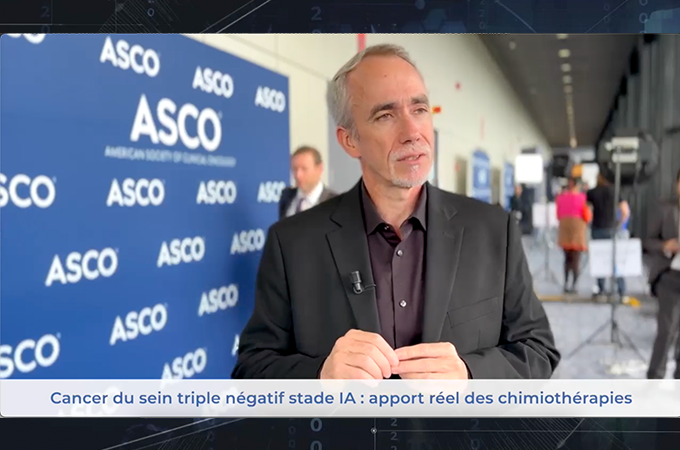 ASCO
ASCO
ASCO
ASCO
AMERICAN SOCIETY OF CLINICAL ONCOLOGY
ASCO
ASCO
ASCO
ASCO
ASCO
ASCO
ASCO
ASCO
ASCO
ASCO
ASCO
ASCO
Cancer du sein triple négatif stade IA : apport réel des chimiothérapies